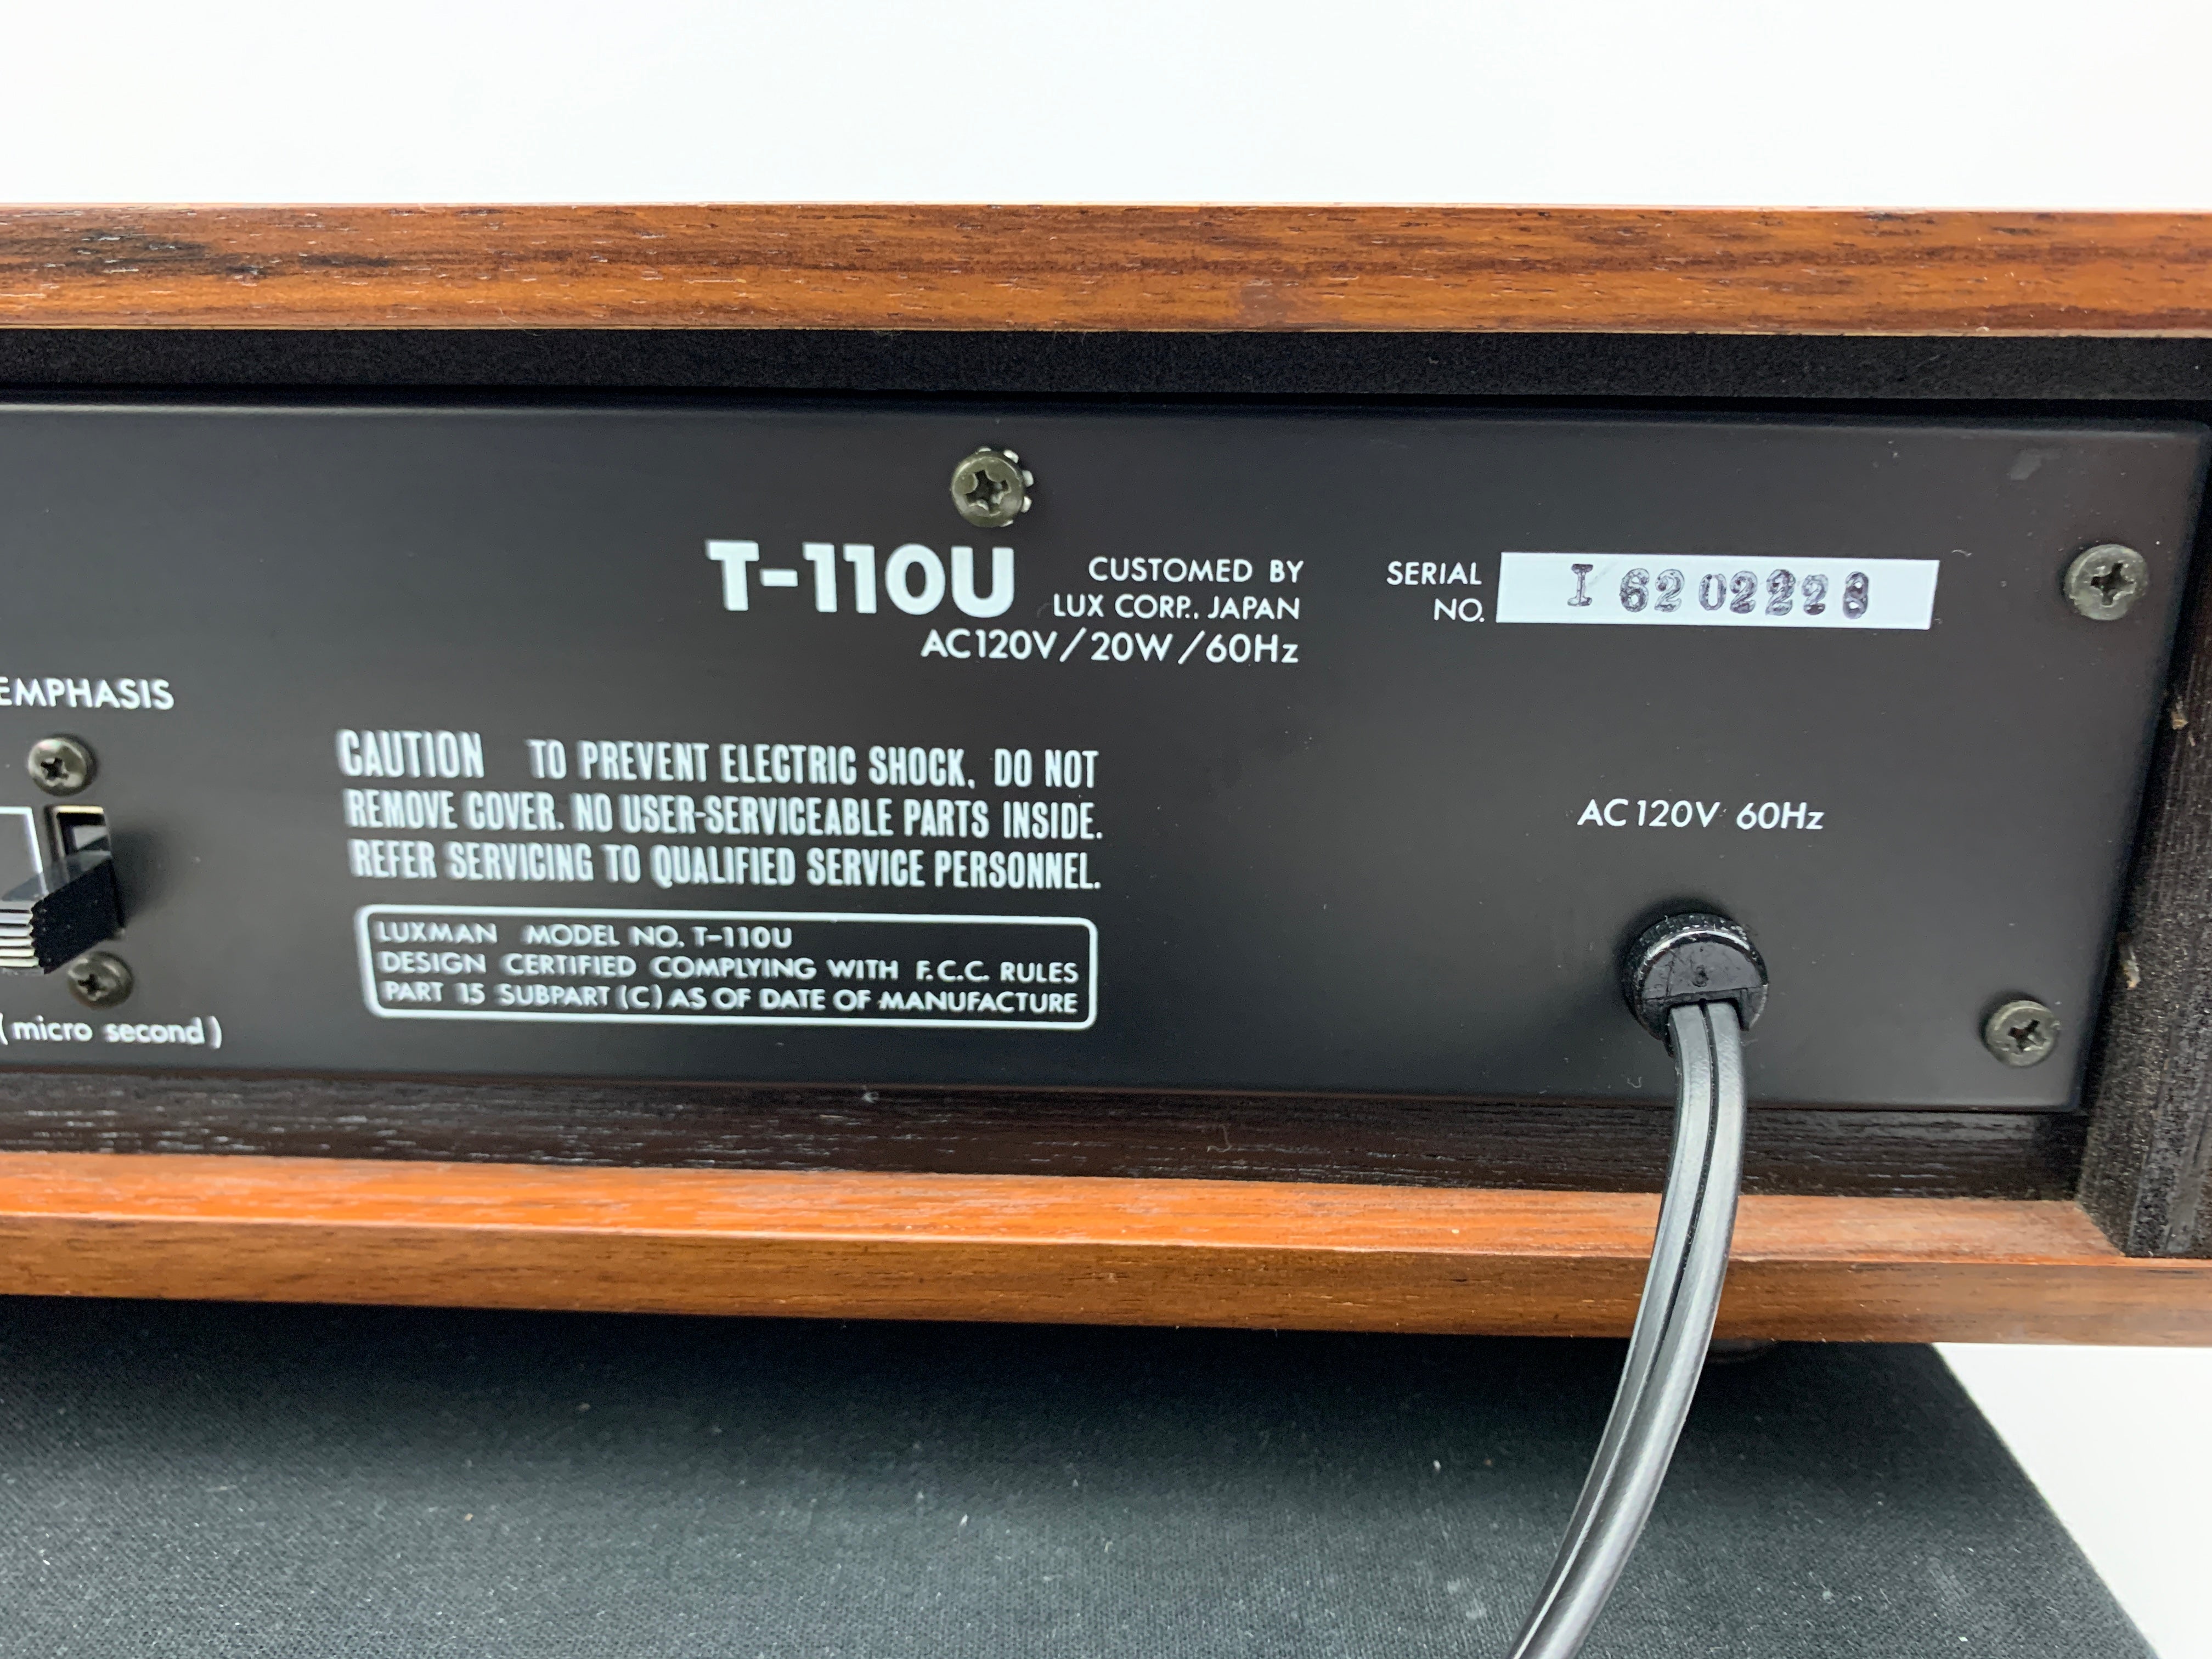 T-110U
CUSTOMED BY
LUX CORP., JAPAN
AC120V/20W/60Hz
SERIAL
NO.
I 6202228
EMPHASIS
(micro second)
CAUTION TO PREVENT ELECTRIC SHOCK, DO NOT
REMOVE COVER. NO USER-SERVICEABLE PARTS INSIDE.
REFER SERVICING TO QUALIFIED SERVICE PERSONNEL.
LUXMAN MODEL NO. T-110U
DESIGN CERTIFIED COMPLYING WITH F.C.C. RULES
PART 15 SUBPART (C) AS OF DATE OF MANUFACTURE
AC 120V 60Hz